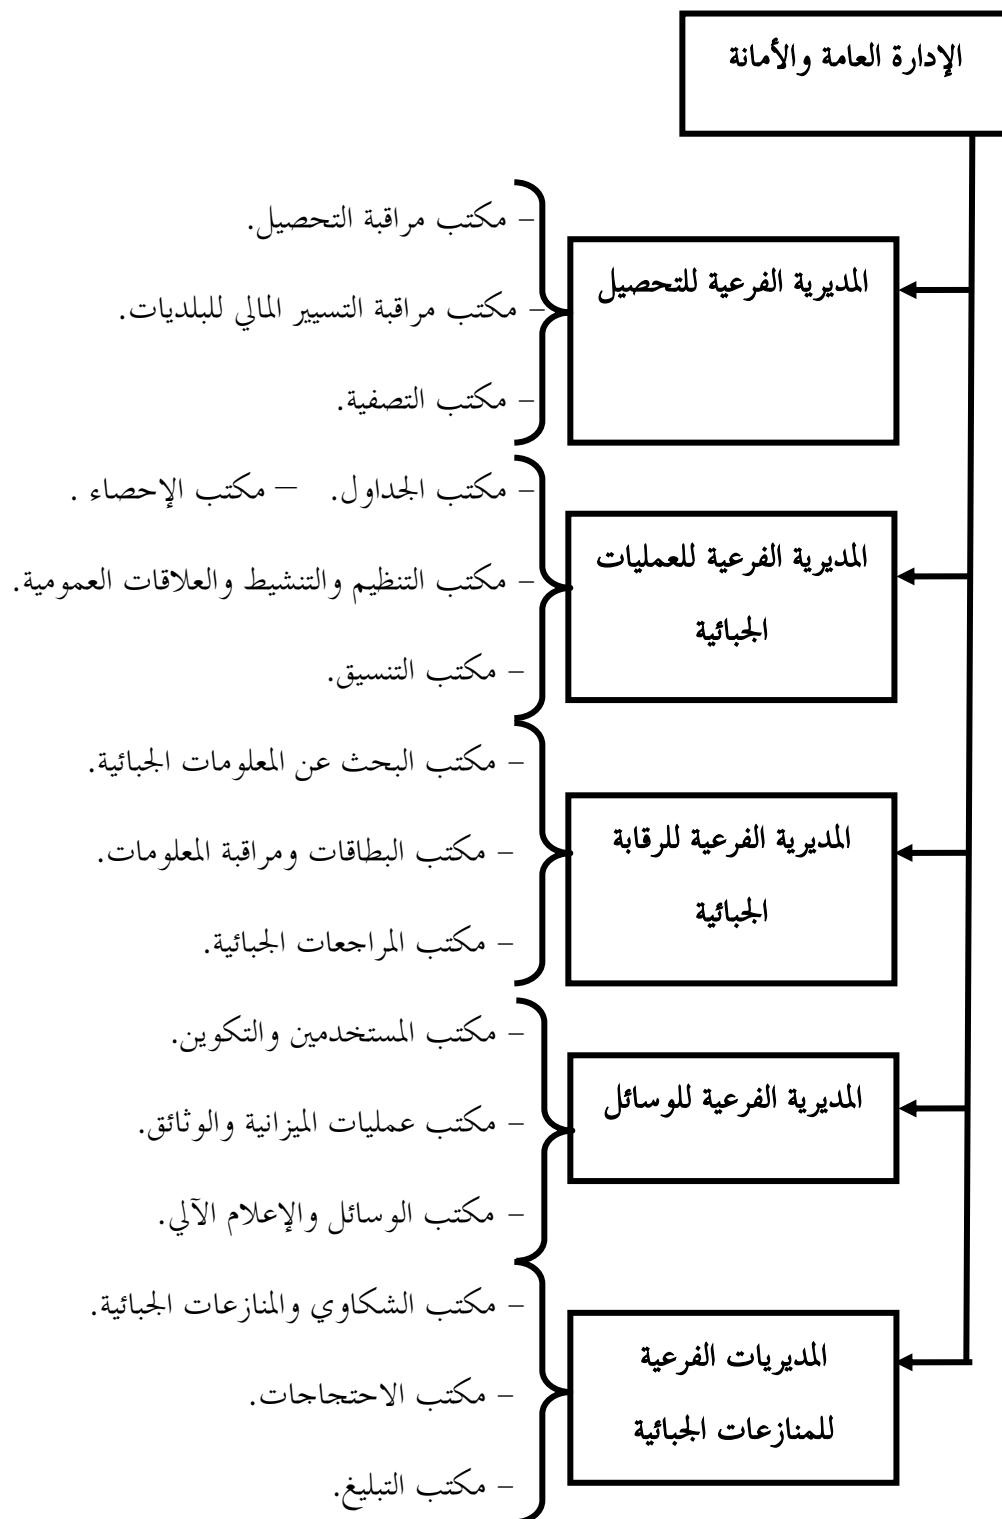 الإدارة العامة والأمانة
المديرية الفرعية للتحصيل
– مكتب مراقبة التحصيل.
– مكتب مراقبة التسيير المالي للبلديات.
– مكتب التصفية.
المديرية الفرعية للعمليات
الجبائية
– مكتب الجداول. – مكتب الإحصاء .
– مكتب التنظيم والتنشيط والعلاقات العمومية.
– مكتب التنسيق.
المديرية الفرعية للرقابة
الجبائية
– مكتب البحث عن المعلومات الجبائية.
– مكتب البطاقات ومراقبة المعلومات.
– مكتب المراجعات الجبائية.
المديرية الفرعية للوسائل
– مكتب المستخدمين والتكوين.
– مكتب عمليات الميزانية والوثائق.
– مكتب الوسائل والإعلام الآلي.
المديريات الفرعية
للمنازعات الجبائية
– مكتب الشكاوي والمنازعات الجبائية.
– مكتب الاحتجاجات.
– مكتب التبليغ.